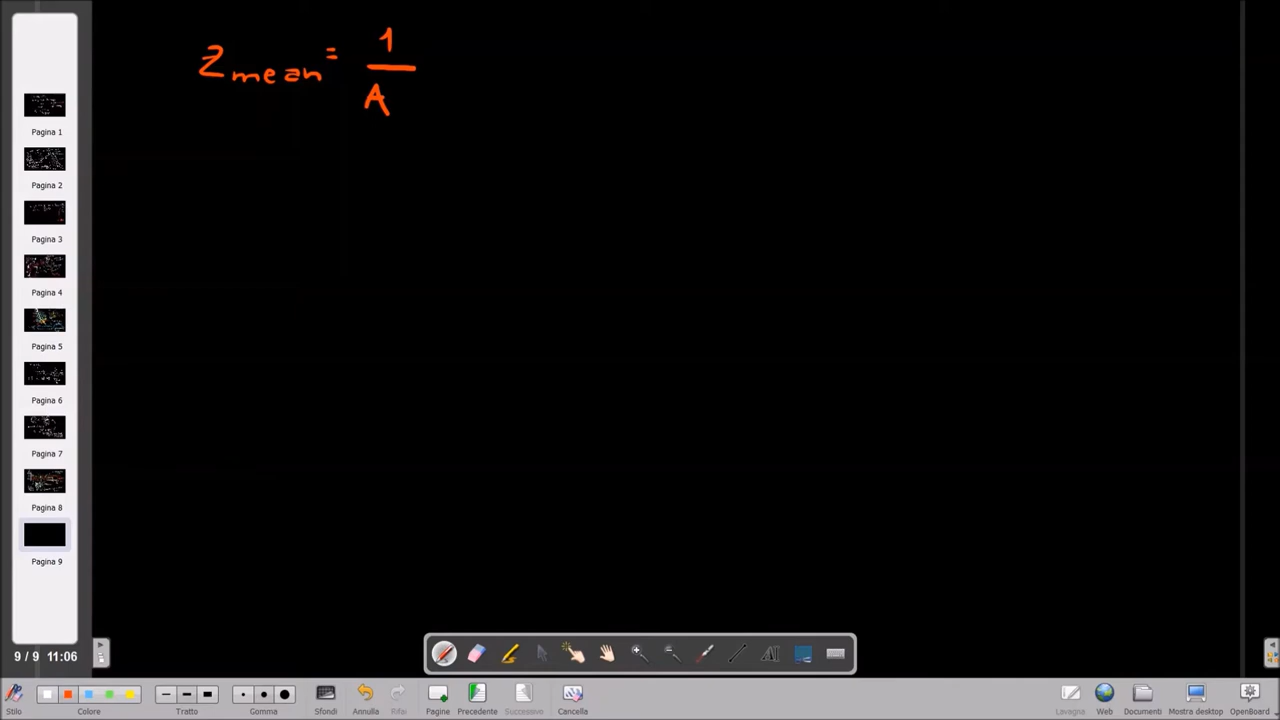 Z mean = 1 / A
Pagina 1
Pagina 2
Pagina 3
Pagina 4
Pagina 5
Pagina 6
Pagina 7
Pagina 8
Pagina 9
9 / 9 11:06
Stilo Colore Tratto Gomma Sfondi Annulla Rifai Pagine Precedente Successivo Cancella Lavagna Web Documenti Mostra desktop OpenBoard